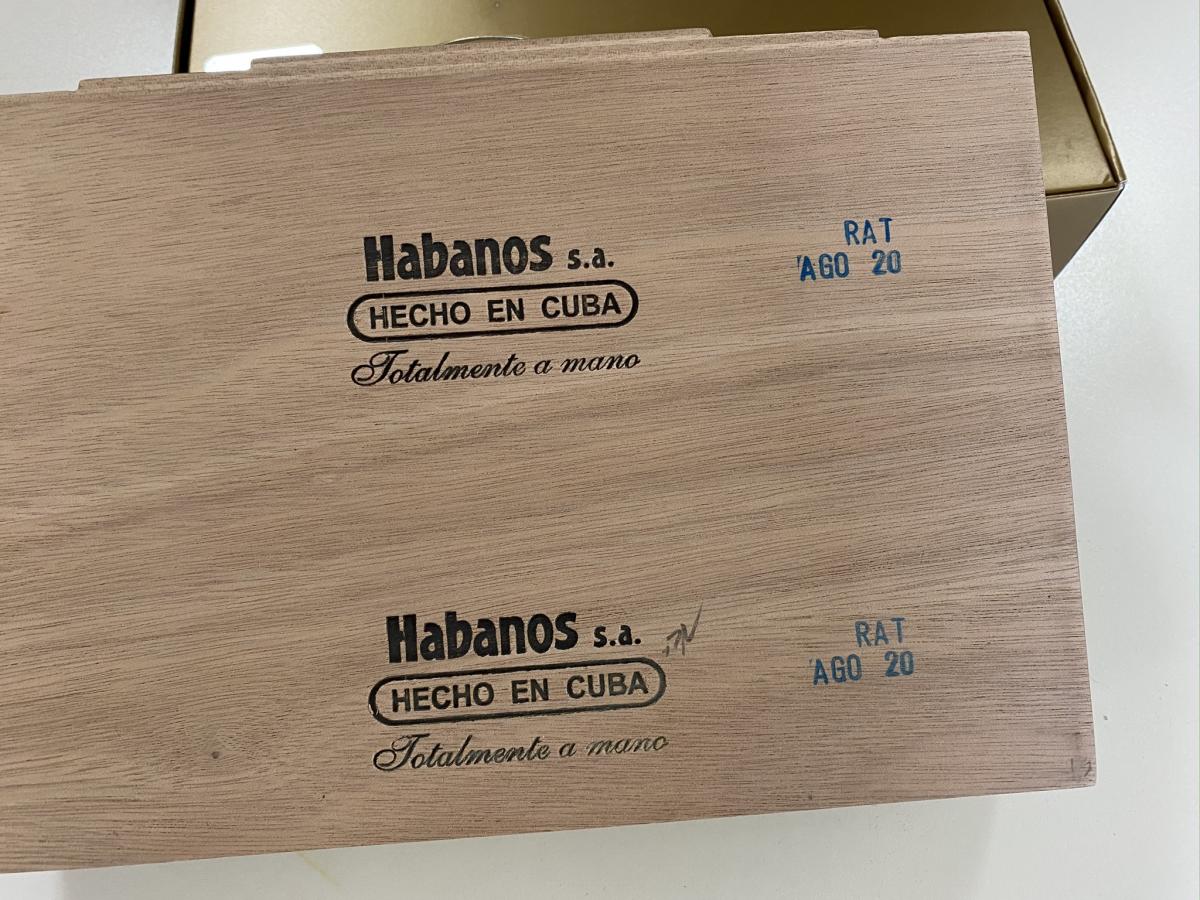 Habanos s.a.
HECHO EN CUBA
Totalmente a mano
RAT
AGO 20
Habanos s.a.
HECHO EN CUBA
Totalmente a mano
RAT
AGO 20